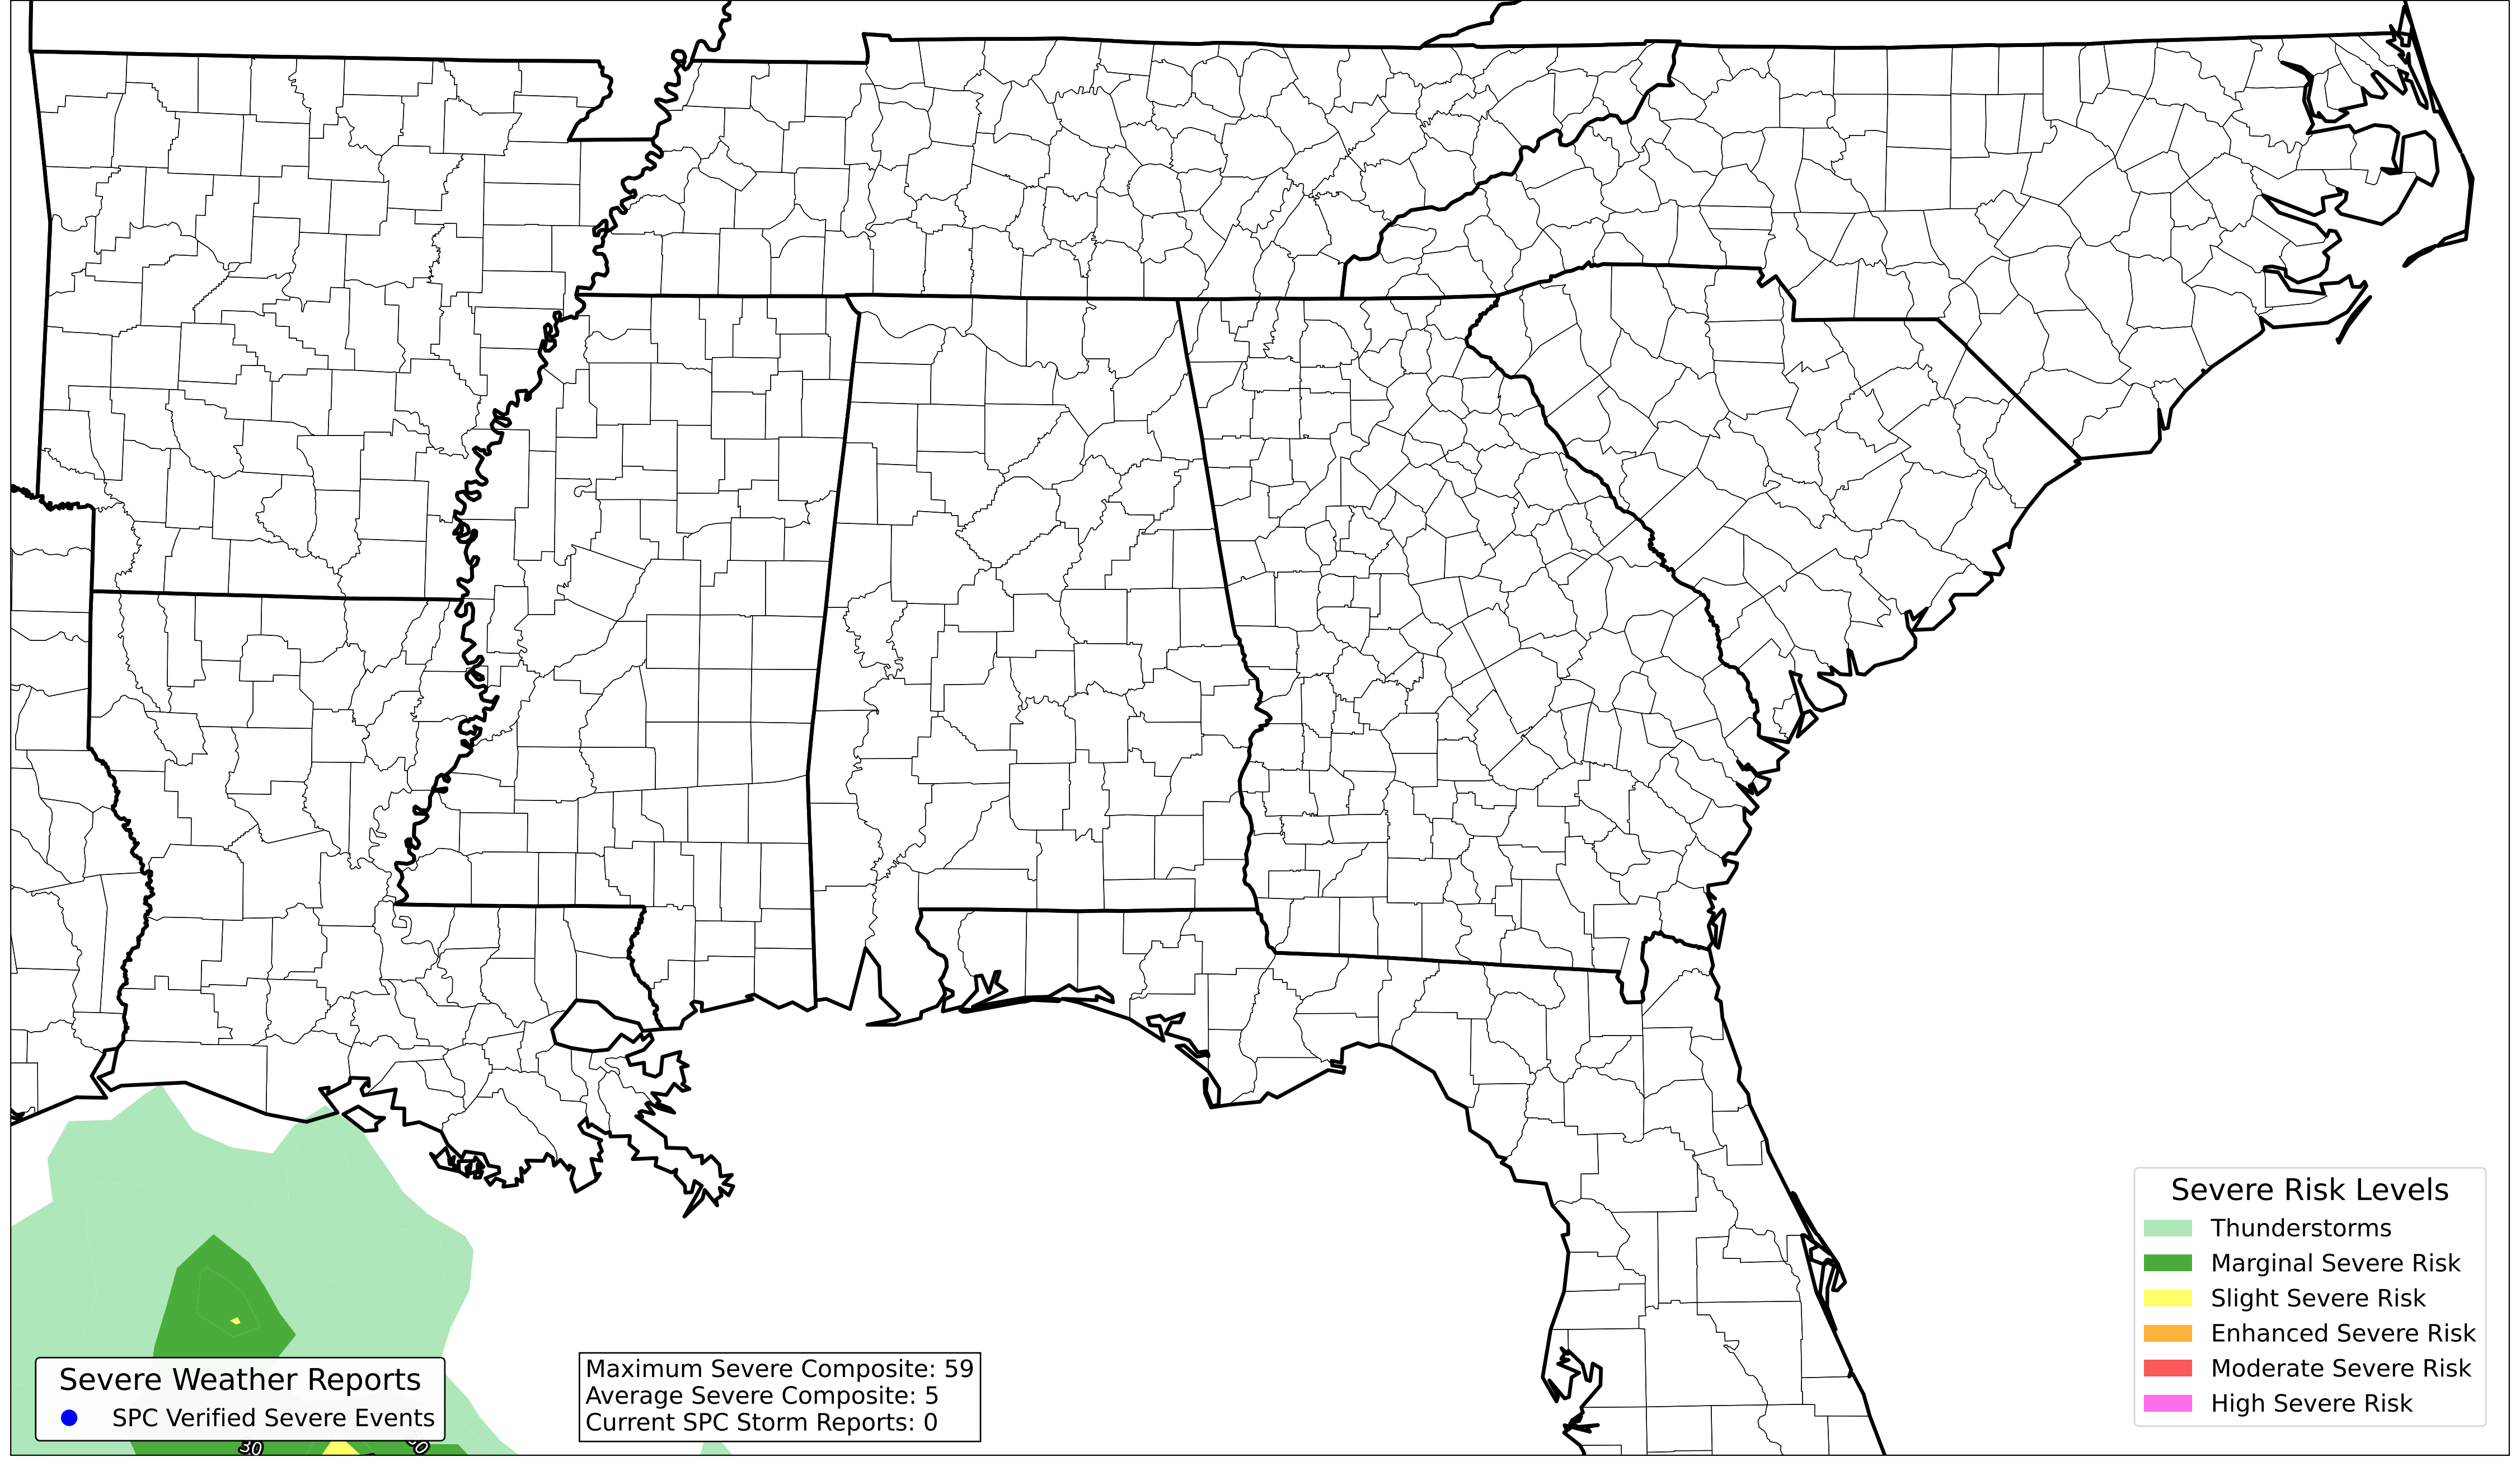 Severe Risk Levels
Thunderstorms
Marginal Severe Risk
Slight Severe Risk
Enhanced Severe Risk
Moderate Severe Risk
High Severe Risk
Severe Weather Reports
SPC Verified Severe Events
Maximum Severe Composite: 59
Average Severe Composite: 5
Current SPC Storm Reports: 0
30